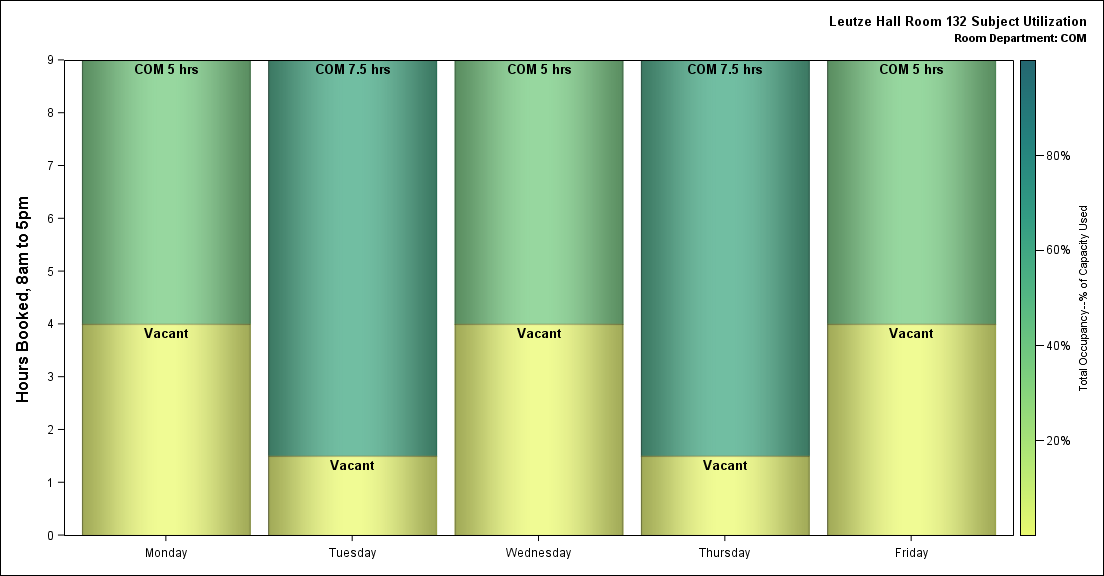 Leutze Hall Room 132 Subject Utilization
Room Department: COM
Hours Booked, 8am to 5pm
9
8
7
6
5
4
3
2
1
0
COM 5 hrs
COM 7.5 hrs
COM 5 hrs
COM 7.5 hrs
COM 5 hrs
Vacant
Vacant
Vacant
Vacant
Vacant
Monday
Tuesday
Wednesday
Thursday
Friday
80%
60%
40%
20%
Total Occupancy--% of Capacity Used